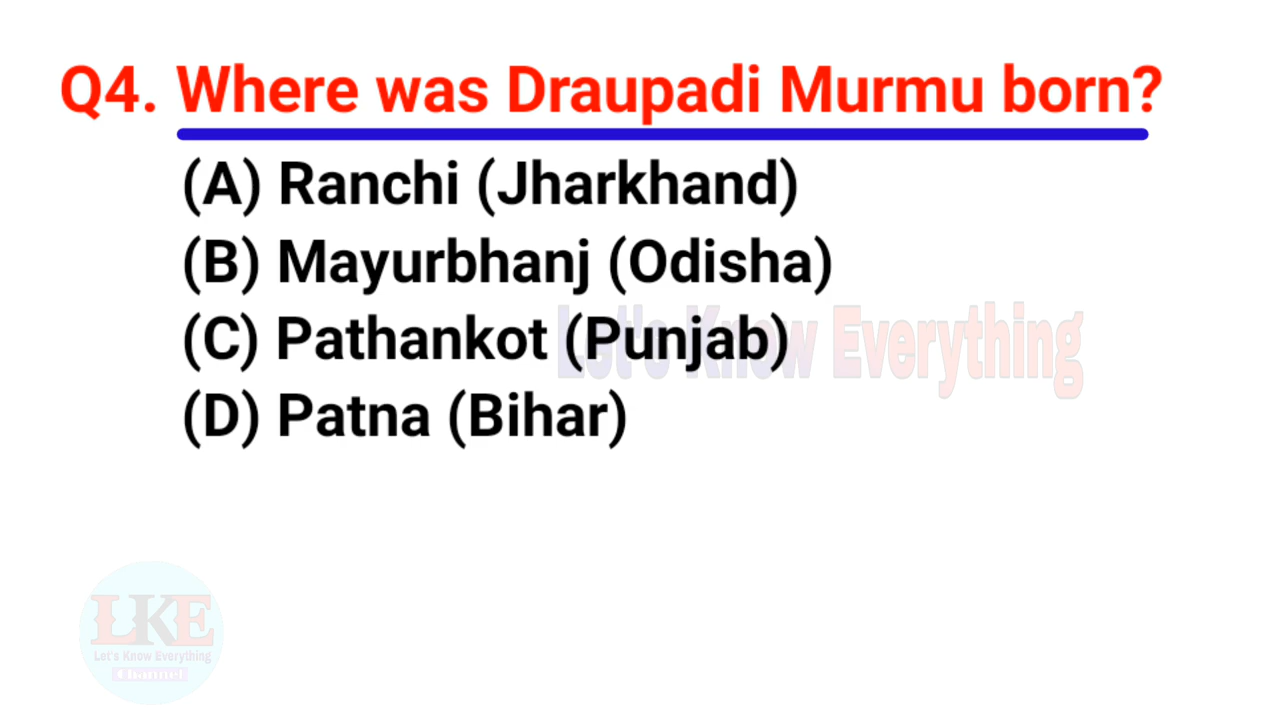 Q4. Where was Draupadi Murmu born?
(A) Ranchi (Jharkhand)
(B) Mayurbhanj (Odisha)
(C) Pathankot (Punjab)
Let's Know Everything
(D) Patna (Bihar)
LKE
Let's Know Everything
Channel